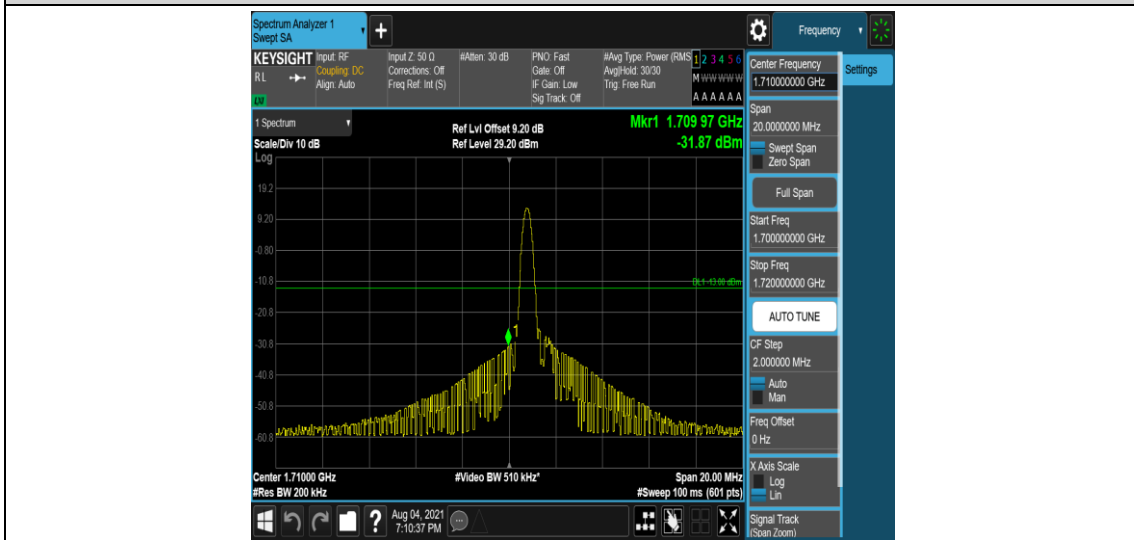 Spectrum Analyzer 1
Swept SA
+
Frequency
KEYSIGHT
RL
Input: RF
Coupling: DC
Align: Auto
Input Z: 50 Ω
Corrections: Off
Freq Ref: Int (S)
#Atten: 30 dB
PNO: Fast
Gate: Off
IF Gain: Low
Sig Track: Off
#Avg Type: Power (RMS
Avg|Hold: 30/30
Trig: Free Run
1 2 3 4 5 6
M W W W W W
A A A A A A
1 Spectrum
Scale/Div 10 dB
Log
Ref Lvl Offset 9.20 dB
Ref Level 29.20 dBm
Mkr1 1.709 97 GHz
-31.87 dBm
19.2
9.20
-0.80
-10.8
DL1 -13.00 dBm
-20.8
1
-30.8
-40.8
-50.8
-60.8
Center 1.71000 GHz
#Video BW 510 kHz*
Span 20.00 MHz
#Res BW 200 kHz
#Sweep 100 ms (601 pts)
Center Frequency
1.710000000 GHz
Settings
Span
20.0000000 MHz
Swept Span
Zero Span
Full Span
Start Freq
1.700000000 GHz
Stop Freq
1.720000000 GHz
AUTO TUNE
CF Step
2.000000 MHz
Auto
Man
Freq Offset
0 Hz
X Axis Scale
Log
Lin
Signal Track
(Span Zoom)
?
Aug 04, 2021
7:10:37 PM